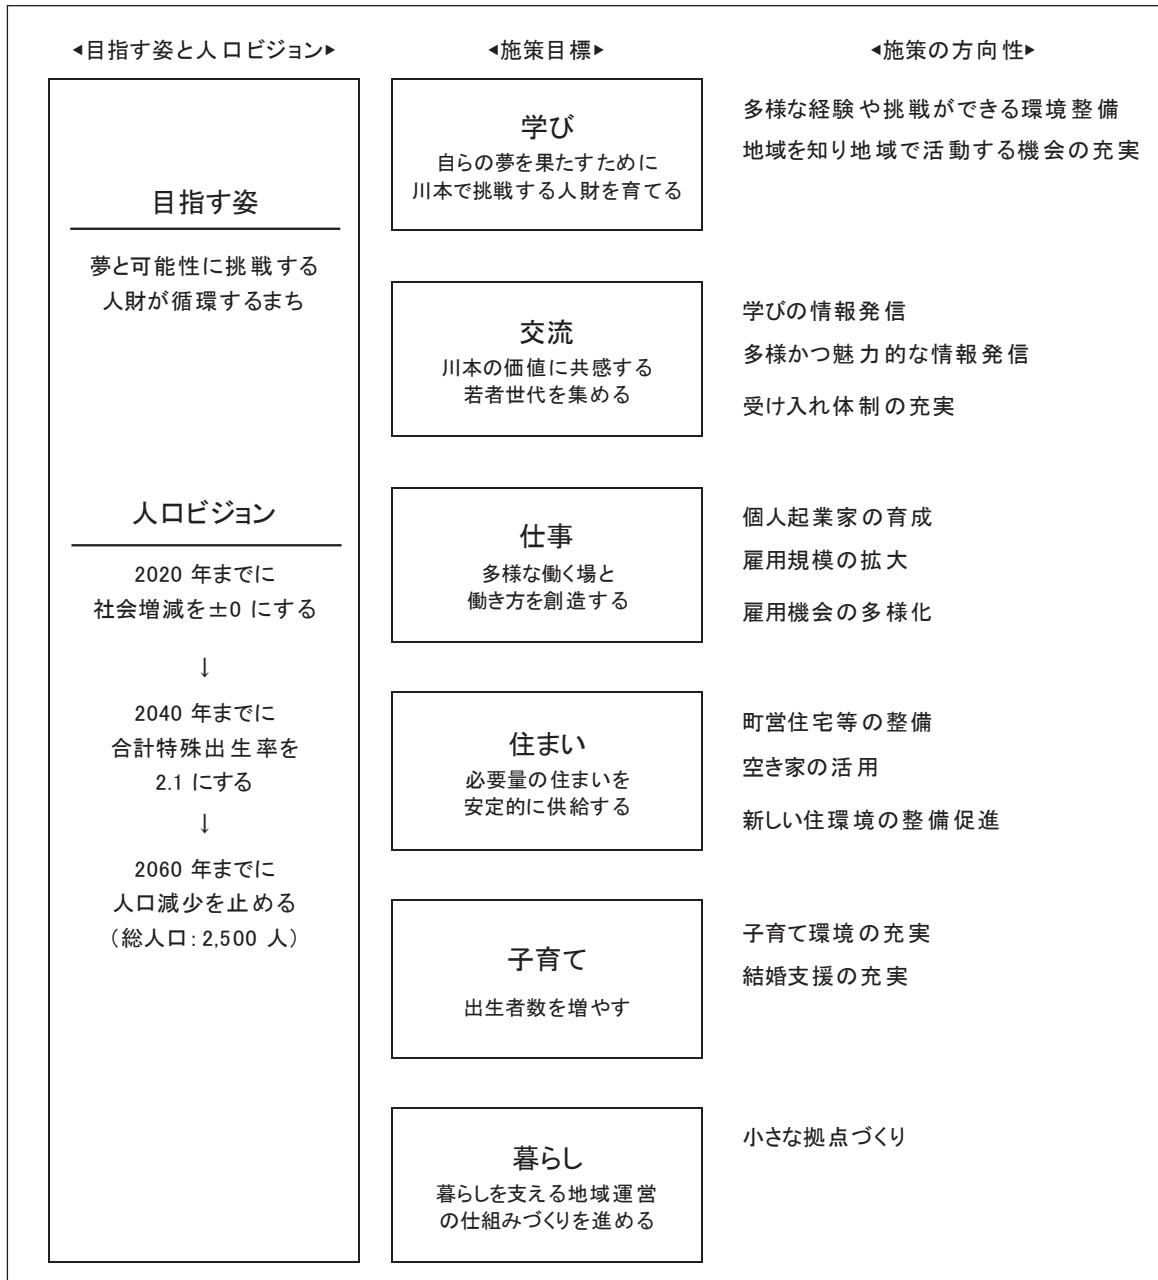 ◂目指す姿と人口ビジョン▸
目指す姿
夢と可能性に挑戦する
人財が循環するまち
人口ビジョン
2020 年までに
社会増減を±0 にする
↓
2040 年までに
合計特殊出生率を
2.1 にする
↓
2060 年までに
人口減少を止める
（総人口：2,500 人）
◂施策目標▸
◂施策の方向性▸
学び
自らの夢を果たすために
川本で挑戦する人財を育てる
多様な経験や挑戦ができる環境整備
地域を知り地域で活動する機会の充実
交流
川本の価値に共感する
若者世代を集める
学びの情報発信
多様かつ魅力的な情報発信
受け入れ体制の充実
仕事
多様な働く場と
働き方を創造する
個人起業家の育成
雇用規模の拡大
雇用機会の多様化
住まい
必要量の住まいを
安定的に供給する
町営住宅等の整備
空き家の活用
新しい住環境の整備促進
子育て
出生者数を増やす
子育て環境の充実
結婚支援の充実
暮らし
暮らしを支える地域運営
の仕組みづくりを進める
小さな拠点づくり